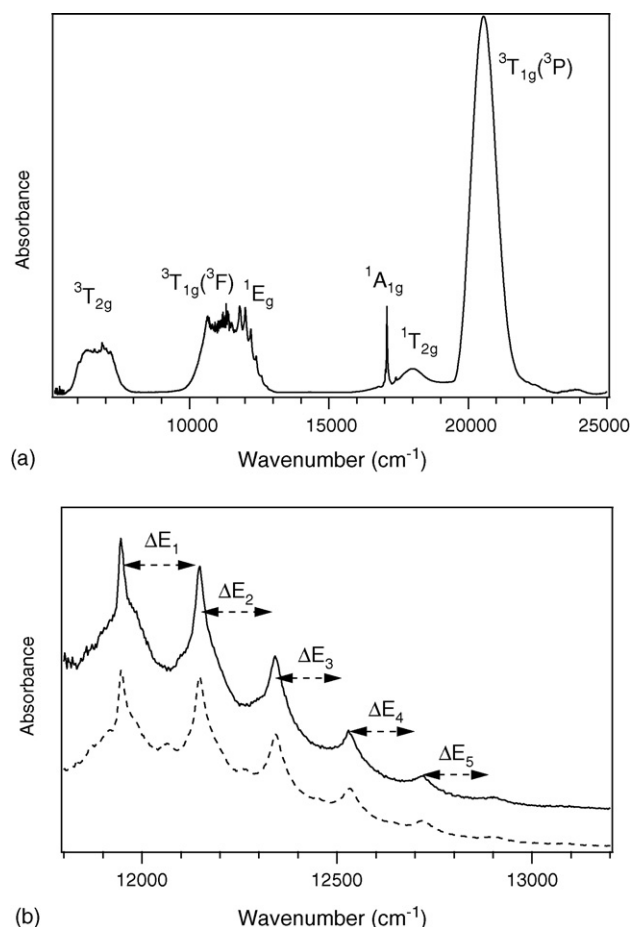 ³T₁g(³P)
³T₂g
³T₁g(³F)
¹Eg
¹A₁g
¹T₂g
Absorbance
10000 15000 20000 25000
Wavenumber (cm⁻¹)
(a)
ΔE₁
ΔE₂
ΔE₃
ΔE₄
ΔE₅
Absorbance
12000 12500 13000
Wavenumber (cm⁻¹)
(b)